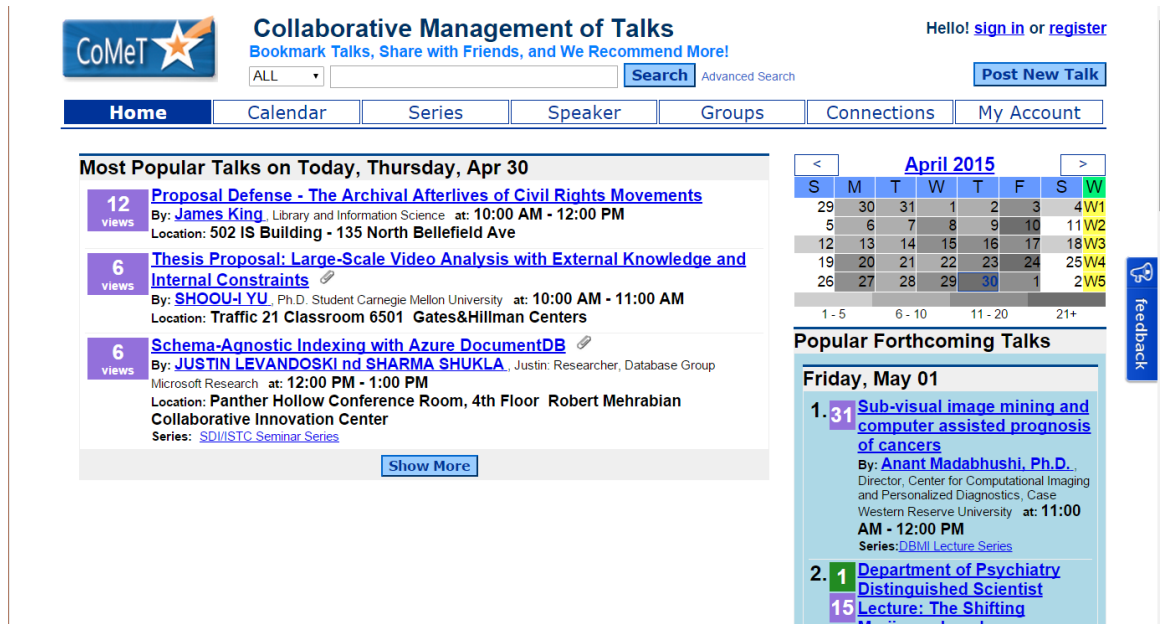 CoMeT
Collaborative Management of Talks
Bookmark Talks, Share with Friends, and We Recommend More!
Hello! sign in or register
ALL
Search
Advanced Search
Post New Talk
Home Calendar Series Speaker Groups Connections My Account
Most Popular Talks on Today, Thursday, Apr 30
12
views
Proposal Defense - The Archival Afterlives of Civil Rights Movements
By: James King , Library and Information Science at: 10:00 AM - 12:00 PM
Location: 502 IS Building - 135 North Bellefield Ave
6
views
Thesis Proposal: Large-Scale Video Analysis with External Knowledge and
Internal Constraints
By: SHOOU-I YU , Ph.D. Student Carnegie Mellon University at: 10:00 AM - 11:00 AM
Location: Traffic 21 Classroom 6501 Gates&Hillman Centers
6
views
Schema-Agnostic Indexing with Azure DocumentDB
By: JUSTIN LEVANDOSKI nd SHARMA SHUKLA , Justin: Researcher, Database Group
Microsoft Research at: 12:00 PM - 1:00 PM
Location: Panther Hollow Conference Room, 4th Floor Robert Mehrabian
Collaborative Innovation Center
Series: SDI/ISTC Seminar Series
Show More
< April 2015 >
S M T W T F S W
29 30 31 1 2 3 4 W1
5 6 7 8 9 10 11 W2
12 13 14 15 16 17 18 W3
19 20 21 22 23 24 25 W4
26 27 28 29 30 1 2 W5
1 - 5 6 - 10 11 - 20 21+
Popular Forthcoming Talks
Friday, May 01
1. 31 Sub-visual image mining and
computer assisted prognosis
of cancers
By: Anant Madabhushi, Ph.D. ,
Director, Center for Computational Imaging
and Personalized Diagnostics, Case
Western Reserve University at: 11:00
AM - 12:00 PM
Series:DBMI Lecture Series
2. 1 Department of Psychiatry
Distinguished Scientist
15 Lecture: The Shifting
feedback